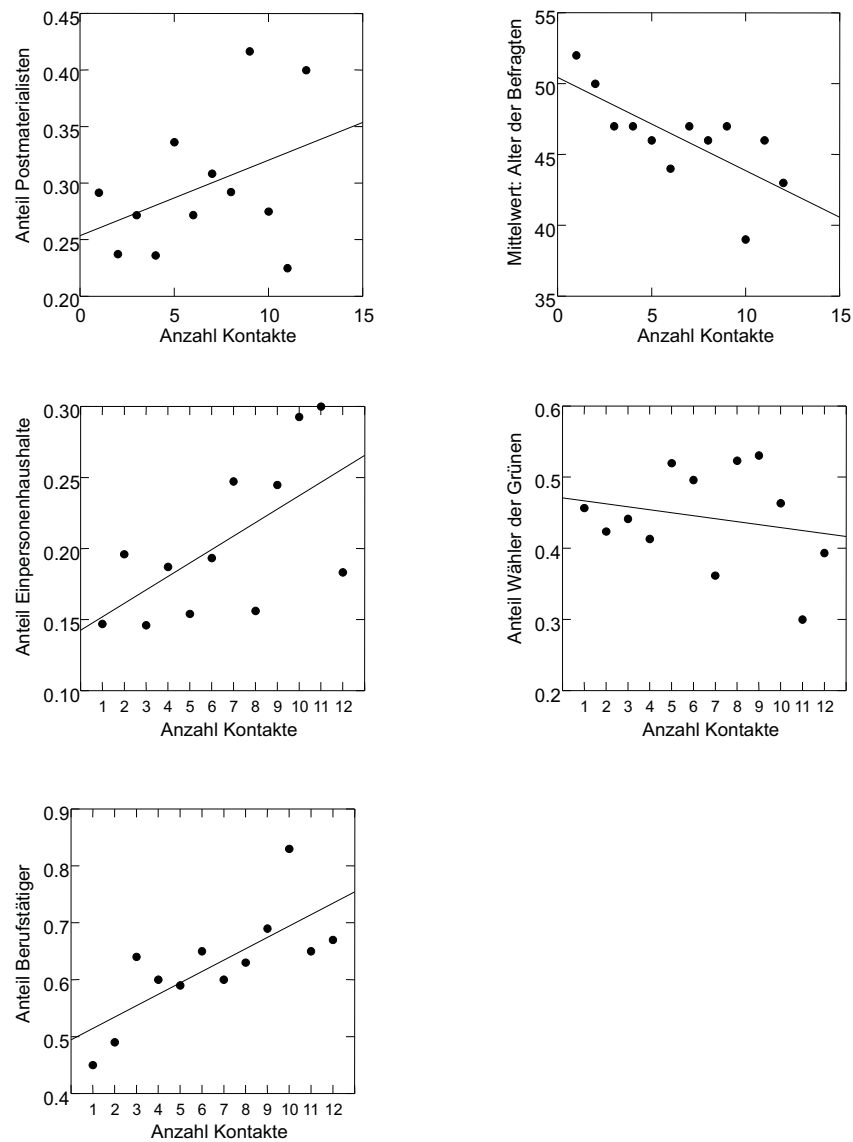 Anteil Postmaterialisten
0.45
0.40
0.35
0.30
0.25
0.20
0 5 10 15
Anzahl Kontakte
Mittelwert: Alter der Befragten
55
50
45
40
35
0 5 10 15
Anzahl Kontakte
Anteil Einpersonenhaushalte
0.30
0.25
0.20
0.15
0.10
1 2 3 4 5 6 7 8 9 10 11 12
Anzahl Kontakte
Anteil Wähler der Grünen
0.6
0.5
0.4
0.3
0.2
1 2 3 4 5 6 7 8 9 10 11 12
Anzahl Kontakte
Anteil Berufstätiger
0.9
0.8
0.7
0.6
0.5
0.4
1 2 3 4 5 6 7 8 9 10 11 12
Anzahl Kontakte